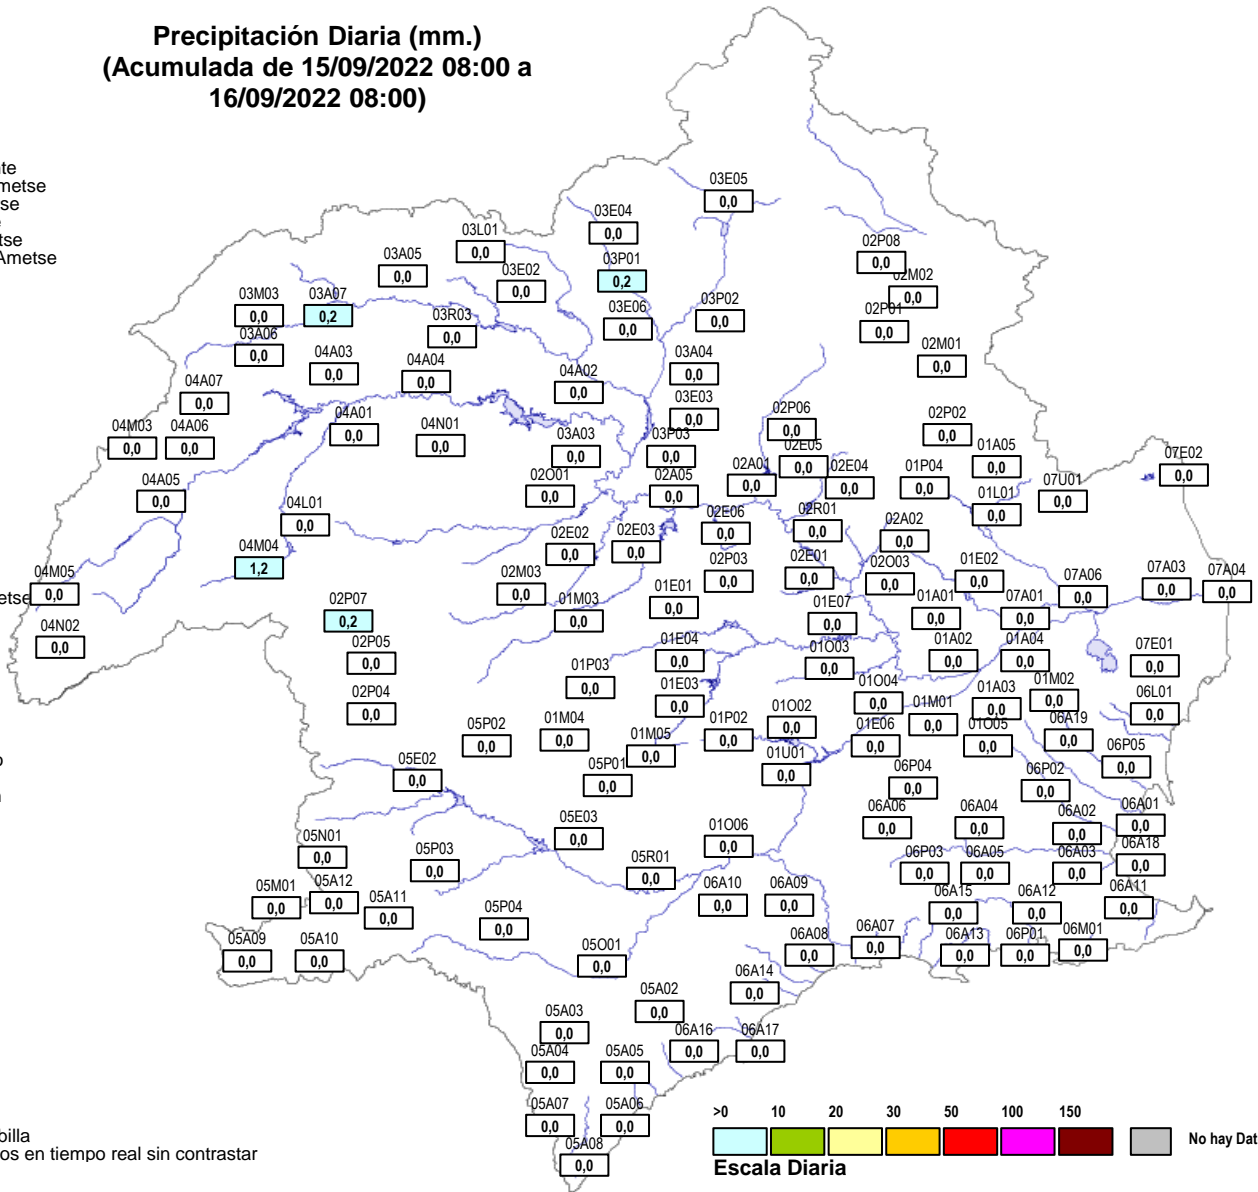 Precipitación Diaria (mm.)
(Acumulada de 15/09/2022 08:00 a
16/09/2022 08:00)
03E05
0,0
03E04
0,0
03L01
0,0
03P01
0,2
02P08
0,0
03A05
0,0
03E02
0,0
02M02
0,0
03M03
0,0
03A07
0,2
03P02
0,0
03E06
0,0
02P01
0,0
03R03
0,0
03A06
0,0
04A03
0,0
04A04
0,0
03A04
0,0
02M01
0,0
04A02
0,0
04A07
0,0
03E03
0,0
04A01
0,0
02P06
0,0
02P02
0,0
04M03
0,0
04A06
0,0
04N01
0,0
03A03
0,0
03P03
0,0
02E05
0,0
01A05
0,0
07E02
0,0
04A05
0,0
02O01
0,0
02A05
0,0
02A01
0,0
02E04
0,0
01P04
0,0
07U01
0,0
01L01
0,0
04L01
0,0
02E06
0,0
02R01
0,0
02A02
0,0
02E02
0,0
02E03
0,0
04M04
1,2
04M05
0,0
02M03
0,0
02P03
0,0
02E01
0,0
02O03
0,0
01E02
0,0
07A06
0,0
07A03
0,0
07A04
0,0
02P07
0,2
01M03
0,0
01E01
0,0
01E07
0,0
01A01
0,0
07A01
0,0
04N02
0,0
02P05
0,0
01E04
0,0
01O03
0,0
01A02
0,0
01A04
0,0
07E01
0,0
01P03
0,0
01E03
0,0
01O04
0,0
01A03
0,0
01M02
0,0
06L01
0,0
02P04
0,0
01O02
0,0
01M01
0,0
05P02
0,0
01M04
0,0
01M05
0,0
01P02
0,0
01E06
0,0
01O05
0,0
06A19
0,0
06P05
0,0
05E02
0,0
05P01
0,0
01U01
0,0
06P04
0,0
06P02
0,0
05E03
0,0
01O06
0,0
06A06
0,0
06A04
0,0
06A02
0,0
06A01
0,0
05N01
0,0
05P03
0,0
05R01
0,0
06P03
0,0
06A05
0,0
06A03
0,0
06A18
0,0
05M01
0,0
05A12
0,0
05A11
0,0
06A10
0,0
06A09
0,0
06A15
0,0
06A12
0,0
06A11
0,0
05P04
0,0
05A09
0,0
05A10
0,0
05O01
0,0
06A08
0,0
06A07
0,0
06A13
0,0
06P01
0,0
06M01
0,0
06A14
0,0
05A02
0,0
05A03
0,0
06A16
0,0
06A17
0,0
05A04
0,0
05A05
0,0
05A07
0,0
05A06
0,0
05A08
0,0
>0 10 20 30 50 100 150
No hay Dat
Escala Diaria
os en tiempo real sin contrastar